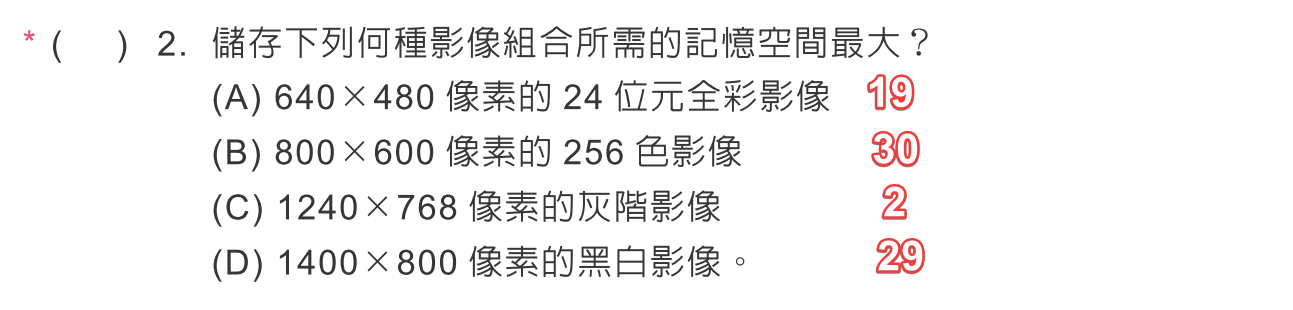 * (    ) 2. 儲存下列何種影像組合所需的記憶空間最大？
(A) 640×480 像素的 24 位元全彩影像 19
(B) 800×600 像素的 256 色影像 30
(C) 1240×768 像素的灰階影像 2
(D) 1400×800 像素的黑白影像。 29